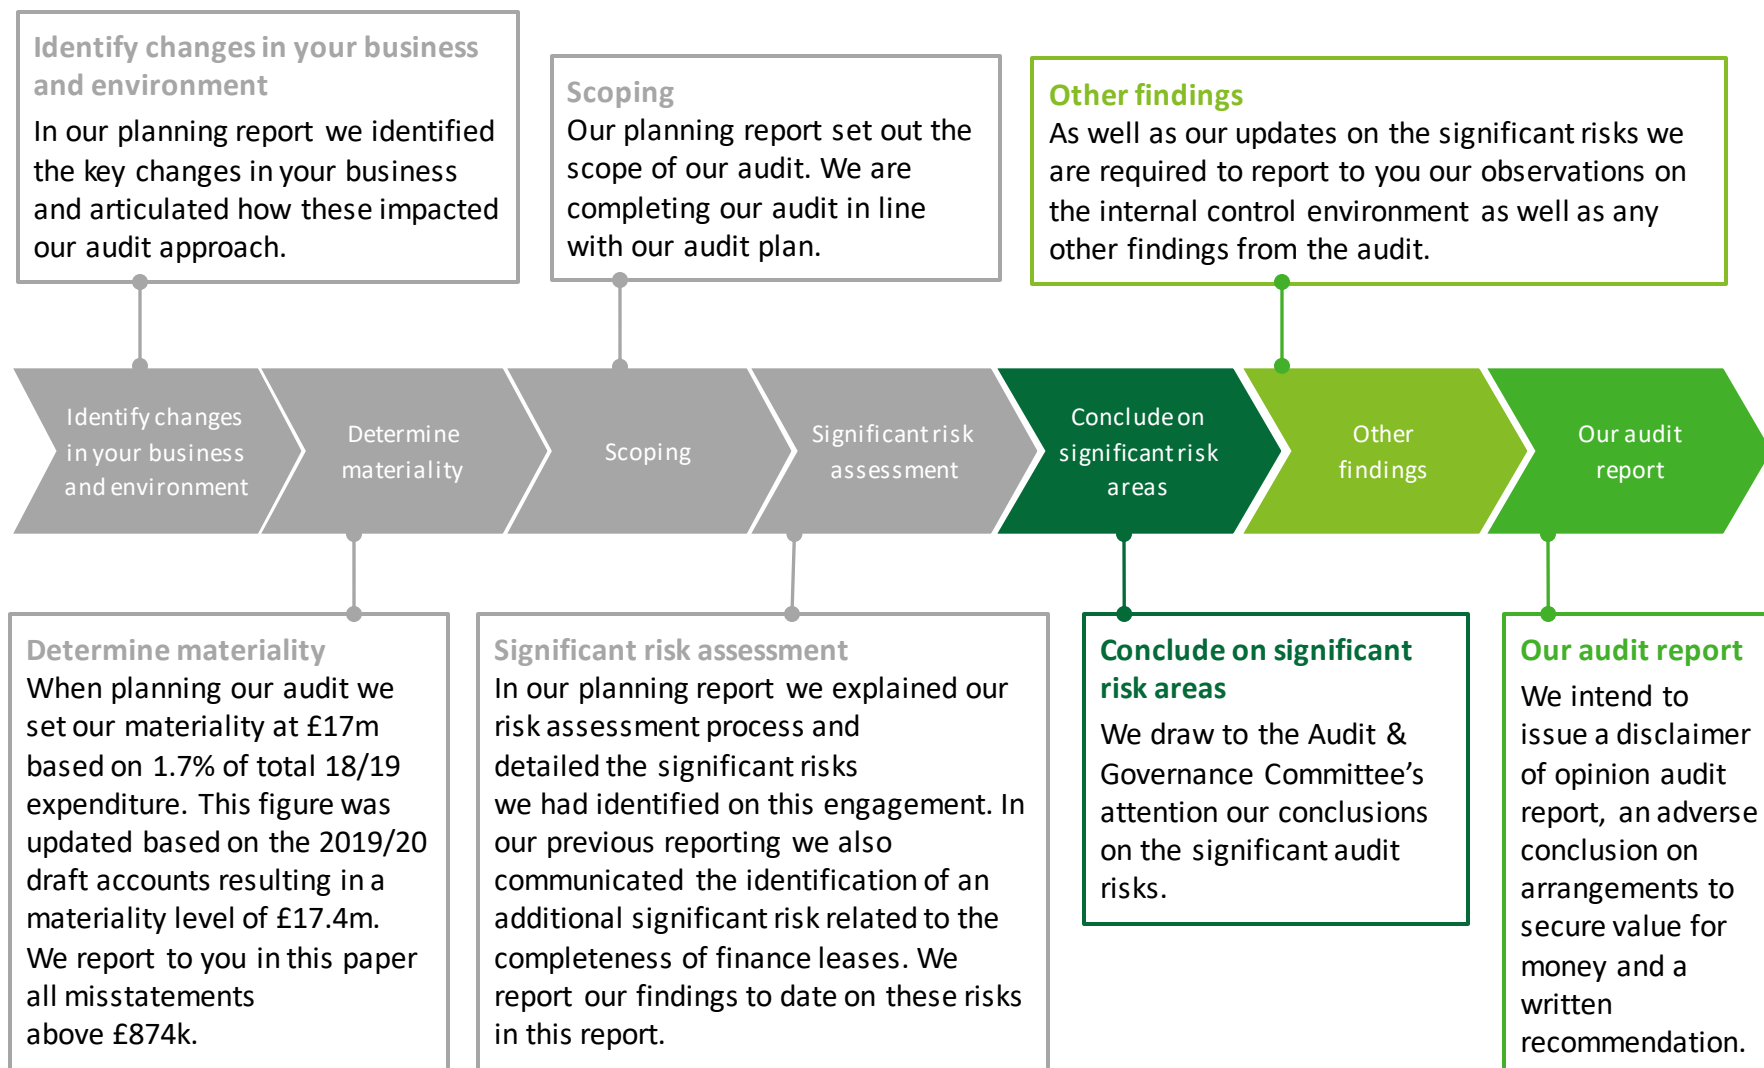 Identify changes in your business
and environment
In our planning report we identified
the key changes in your business
and articulated how these impacted
our audit approach.
Scoping
Our planning report set out the
scope of our audit. We are
completing our audit in line
with our audit plan.
Other findings
As well as our updates on the significant risks we
are required to report to you our observations on
the internal control environment as well as any
other findings from the audit.
Identify changes
in your business
and environment
Determine
materiality
Scoping
Significant risk
assessment
Conclude on
significant risk
areas
Other
findings
Our audit
report
Determine materiality
When planning our audit we
set our materiality at £17m
based on 1.7% of total 18/19
expenditure. This figure was
updated based on the 2019/20
draft accounts resulting in a
materiality level of £17.4m.
We report to you in this paper
all misstatements
above £874k.
Significant risk assessment
In our planning report we explained our
risk assessment process and
detailed the significant risks
we had identified on this engagement. In
our previous reporting we also
communicated the identification of an
additional significant risk related to the
completeness of finance leases. We
report our findings to date on these risks
in this report.
Conclude on significant
risk areas
We draw to the Audit &
Governance Committee's
attention our conclusions
on the significant audit
risks.
Our audit report
We intend to
issue a disclaimer
of opinion audit
report, an adverse
conclusion on
arrangements to
secure value for
money and a
written
recommendation.